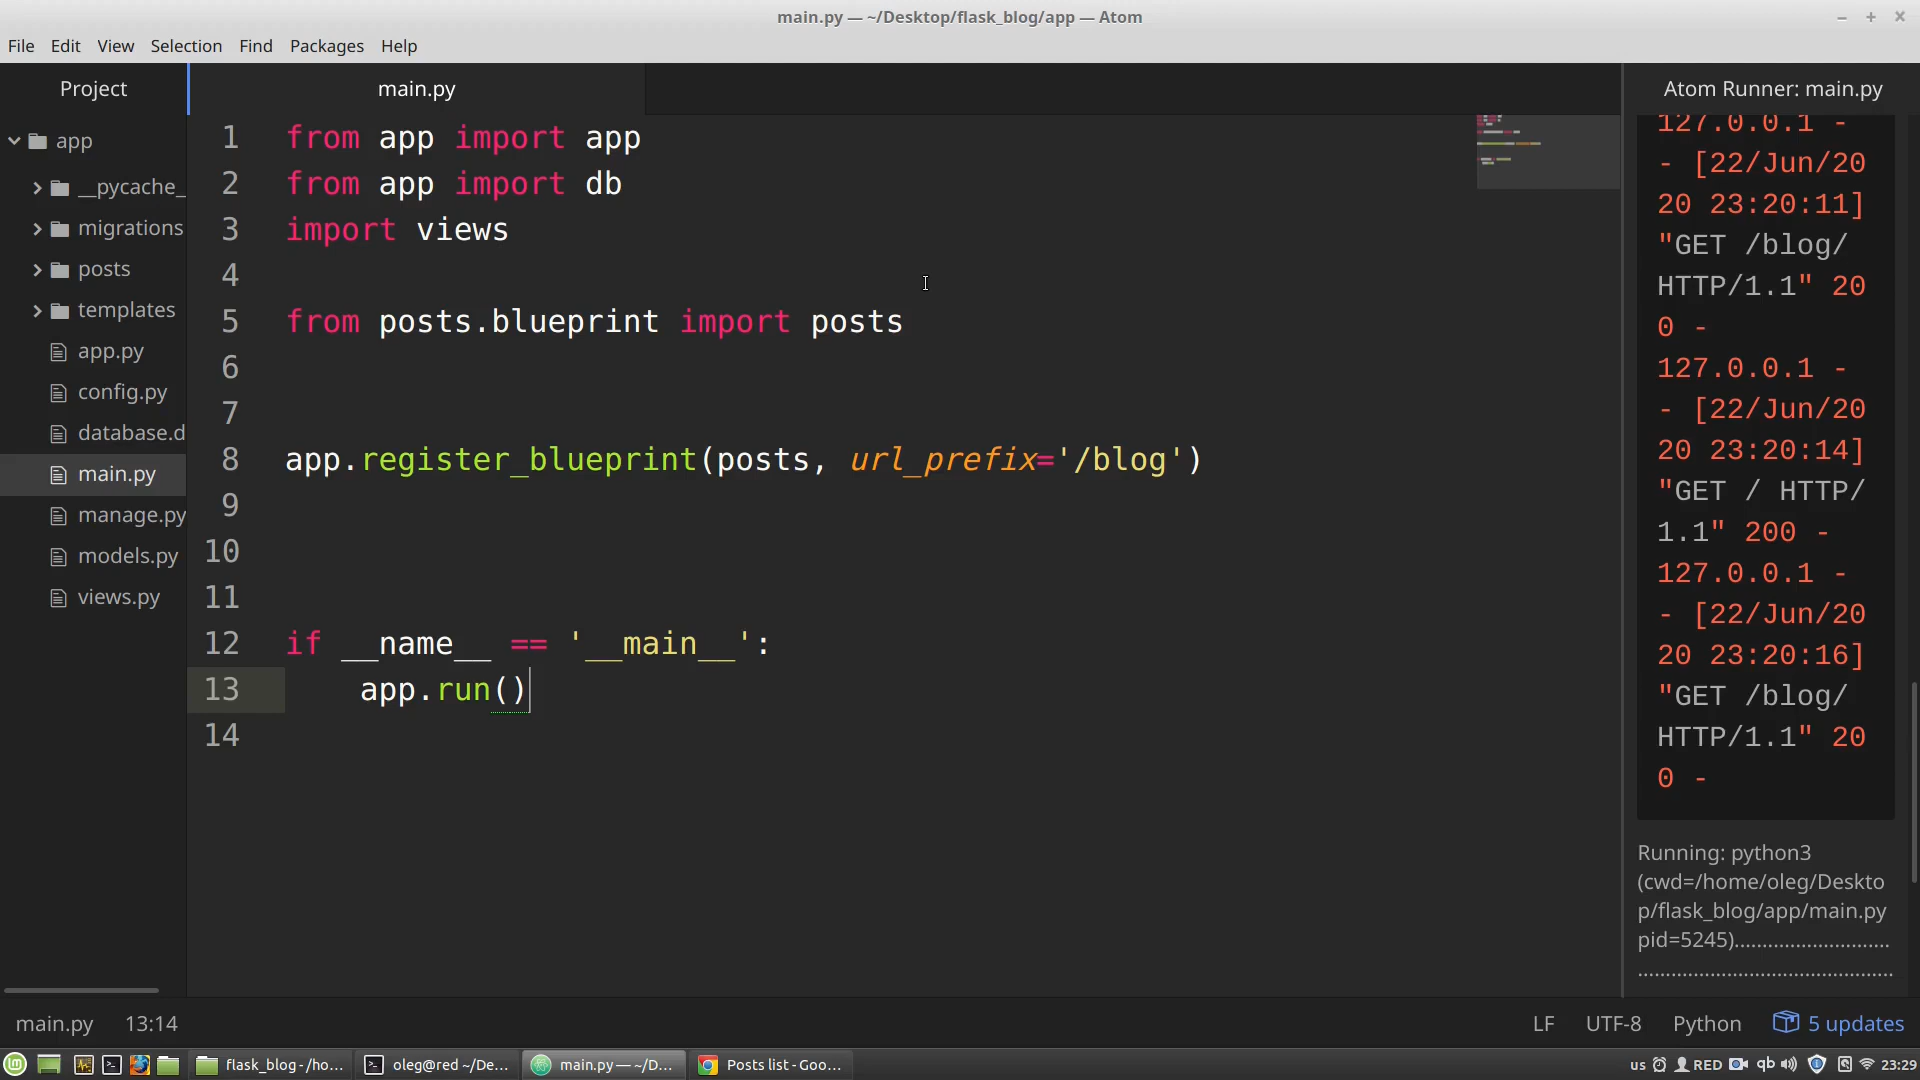 main.py — ~/Desktop/flask_blog/app — Atom
File Edit View Selection Find Packages Help
Project
app
__pycache_
migrations
posts
templates
app.py
config.py
database.d
main.py
manage.py
models.py
views.py
main.py
1 from app import app
2 from app import db
3 import views
4
5 from posts.blueprint import posts
6
7
8 app.register_blueprint(posts, url_prefix='/blog')
9
10
11
12 if __name__ == '__main__':
13 app.run()
14
Atom Runner: main.py
127.0.0.1 -
- [22/Jun/20
20 23:20:11]
"GET /blog/
HTTP/1.1" 20
0 -
127.0.0.1 -
- [22/Jun/20
20 23:20:14]
"GET / HTTP/
1.1" 200 -
127.0.0.1 -
- [22/Jun/20
20 23:20:16]
"GET /blog/
HTTP/1.1" 20
0 -
Running: python3
(cwd=/home/oleg/Deskto
p/flask_blog/app/main.py
pid=5245)............................
..............................................
main.py 13:14
LF UTF-8 Python 5 updates
flask_blog - /ho...
oleg@red ~/De...
main.py — ~/D...
Posts list - Goo...
us RED qb 23:29